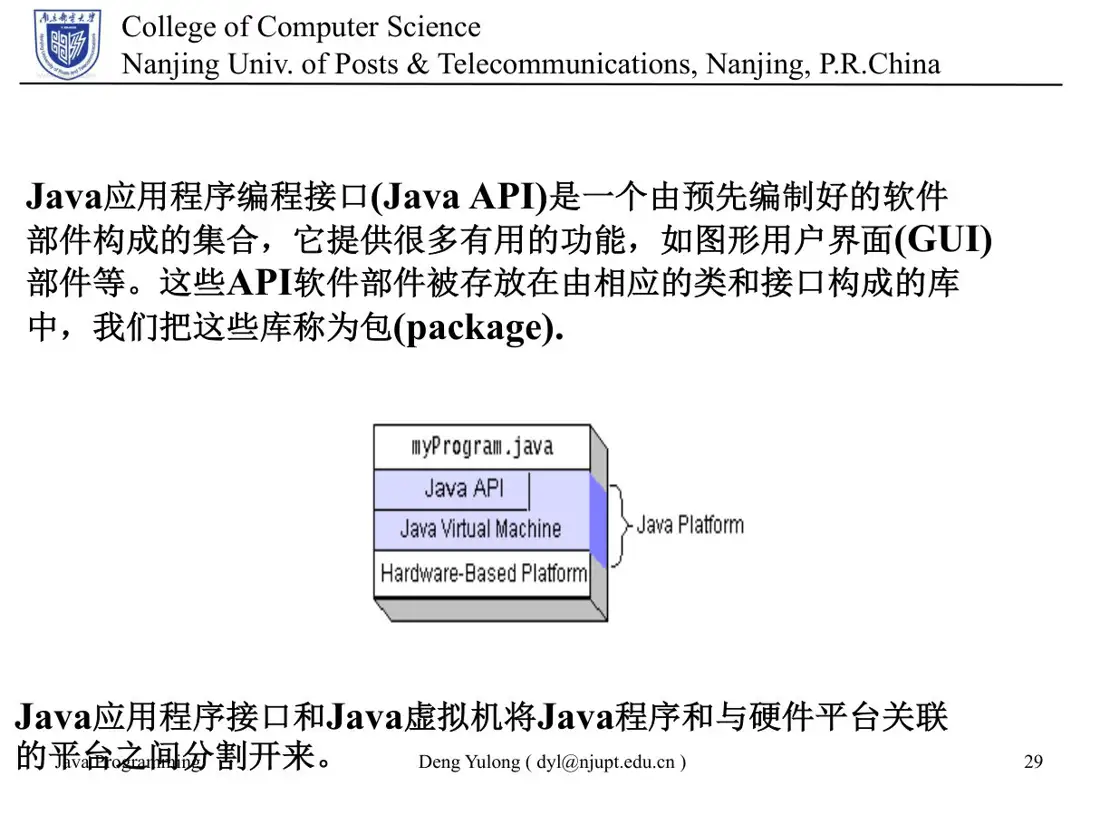 College of Computer Science
Nanjing Univ. of Posts & Telecommunications, Nanjing, P.R.China
Java应用程序编程接口(Java API)是一个由预先编制好的软件
部件构成的集合，它提供很多有用的功能，如图形用户界面(GUI)
部件等。这些API软件部件被存放在由相应的类和接口构成的库
中，我们把这些库称为包(package).
myProgram.java
Java API
Java Virtual Machine
Java Platform
Hardware-Based Platform
Java应用程序接口和Java虚拟机将Java程序和与硬件平台关联
的平台之间分割开来。
Java Programming
Deng Yulong ( dyl@njupt.edu.cn )
29